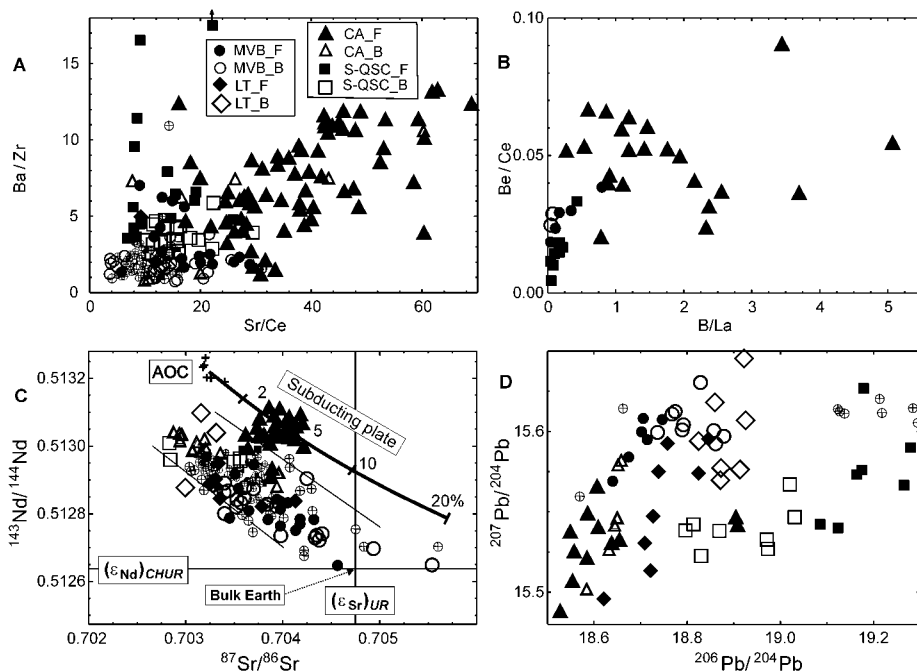 A
15
10
5
0
0
20
40
60
Ba / Zr
Sr/Ce
MVB_F
MVB_B
LT_F
LT_B
CA_F
CA_B
S-QSC_F
S-QSC_B
B
0.10
0.05
0.00
0
1
2
3
4
5
Be / Ce
B/La
C
0.5132
0.5130
0.5128
0.5126
0.702
0.703
0.704
0.705
143Nd/ 144Nd
87Sr/86Sr
AOC
2
5
10
20%
Subducting plate
(εNd)CHUR
Bulk Earth
(εSr)UR
D
15.6
15.5
18.6
18.8
19.0
19.2
207Pb/ 204Pb
206Pb/ 204Pb